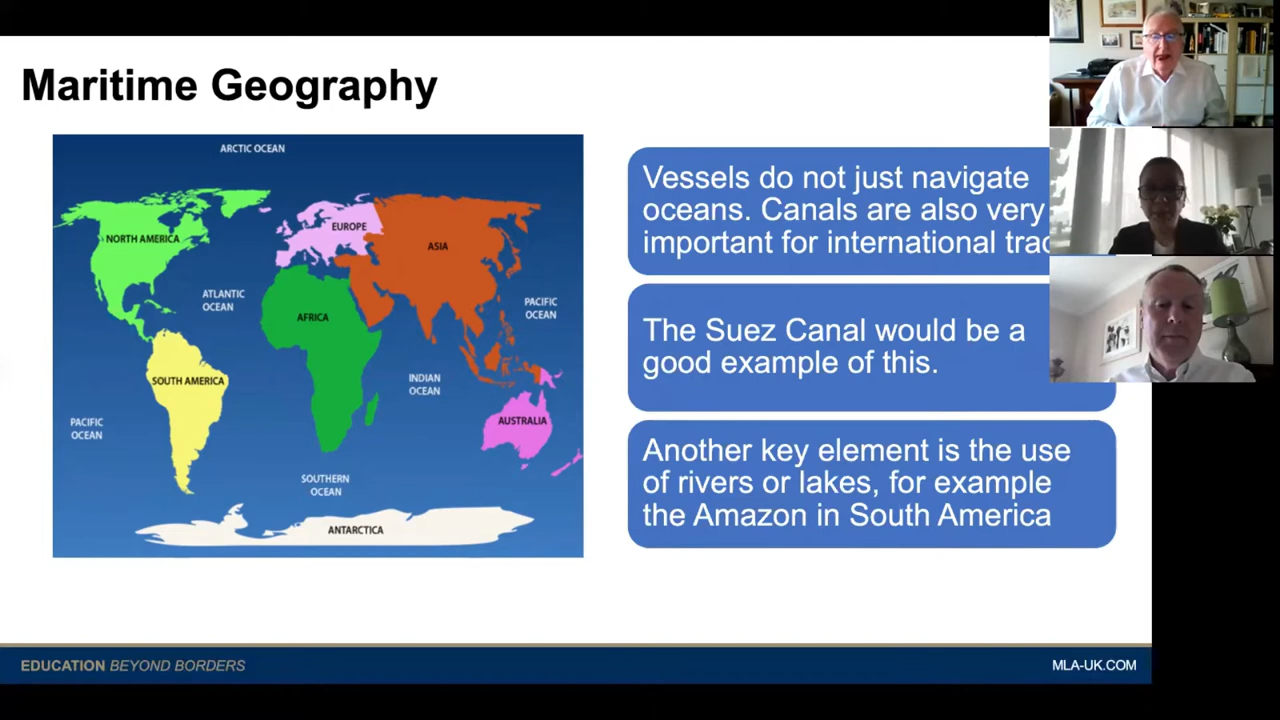 Maritime Geography
ARCTIC OCEAN
NORTH AMERICA
EUROPE
ASIA
ATLANTIC
OCEAN
PACIFIC
OCEAN
AFRICA
SOUTH AMERICA
INDIAN
OCEAN
PACIFIC
OCEAN
AUSTRALIA
SOUTHERN
OCEAN
ANTARCTICA
Vessels do not just navigate
oceans. Canals are also very
important for international
The Suez Canal would be a
good example of this.
Another key element is the use
of rivers or lakes, for example
the Amazon in South America
EDUCATION BEYOND BORDERS
MLA-UK.COM